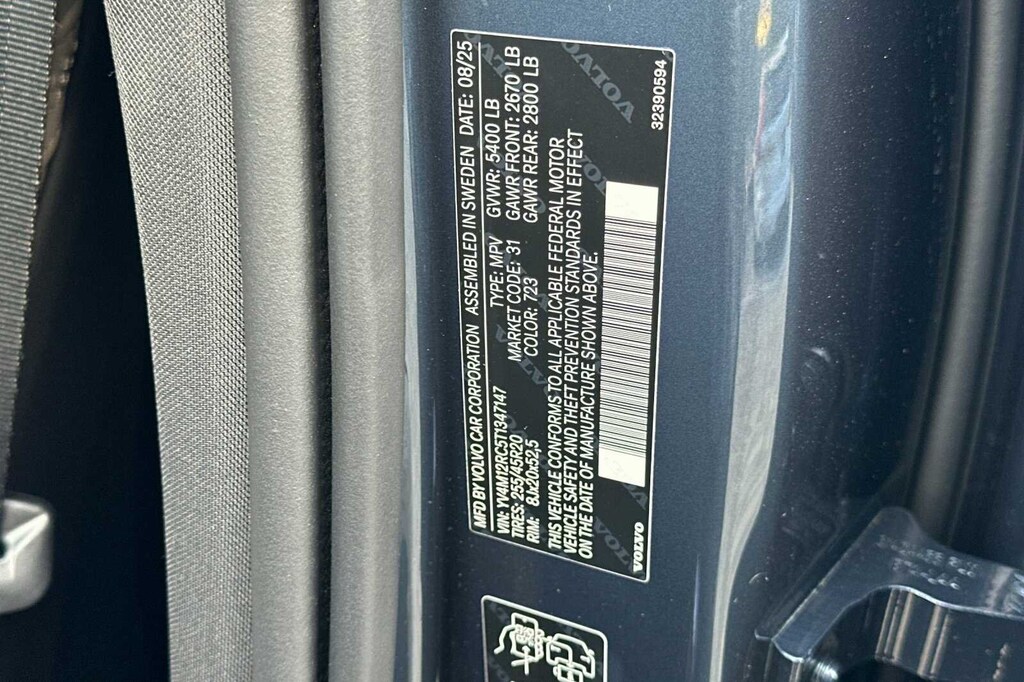 MFD BY VOLVO CAR CORPORATION ASSEMBLED IN SWEDEN DATE: 08/25
VIN: YV4M12RC5T1347147 TYPE: MPV GVWR: 5400 LB
TIRES: 255/45R20 MARKET CODE: 31 GAWR FRONT: 2670 LB
RIM: 8Jx20x52,5 COLOR: 723 GAWR REAR: 2800 LB
THIS VEHICLE CONFORMS TO ALL APPLICABLE FEDERAL MOTOR
VEHICLE SAFETY AND THEFT PREVENTION STANDARDS IN EFFECT
ON THE DATE OF MANUFACTURE SHOWN ABOVE.
VOLVO 32390594